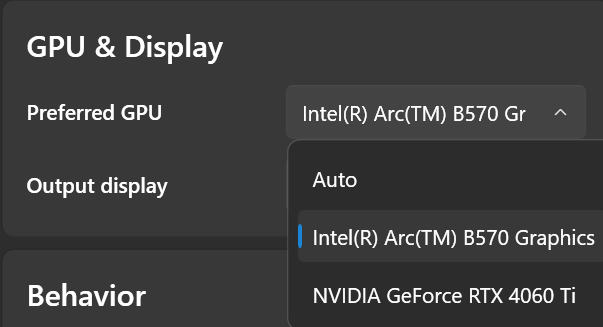 GPU & Display
Preferred GPU
Intel(R) Arc(TM) B570 Gr
Auto
Output display
Intel(R) Arc(TM) B570 Graphics
Behavior
NVIDIA GeForce RTX 4060 Ti